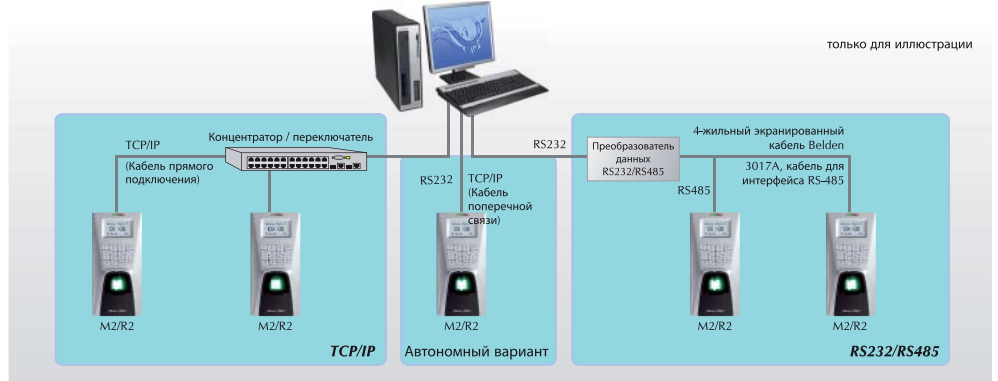 только для иллюстрации
TCP/IP
(Кабель прямого
подключения)
Концентратор / переключатель
M2/R2
M2/R2
TCP/IP
RS232
TCP/IP
(Кабель
поперечной
связи)
M2/R2
Автономный вариант
RS232
Преобразователь
данных
RS232/RS485
4-жильный экранированный
кабель Belden
3017A, кабель для
интерфейса RS-485
RS485
M2/R2
M2/R2
RS232/RS485